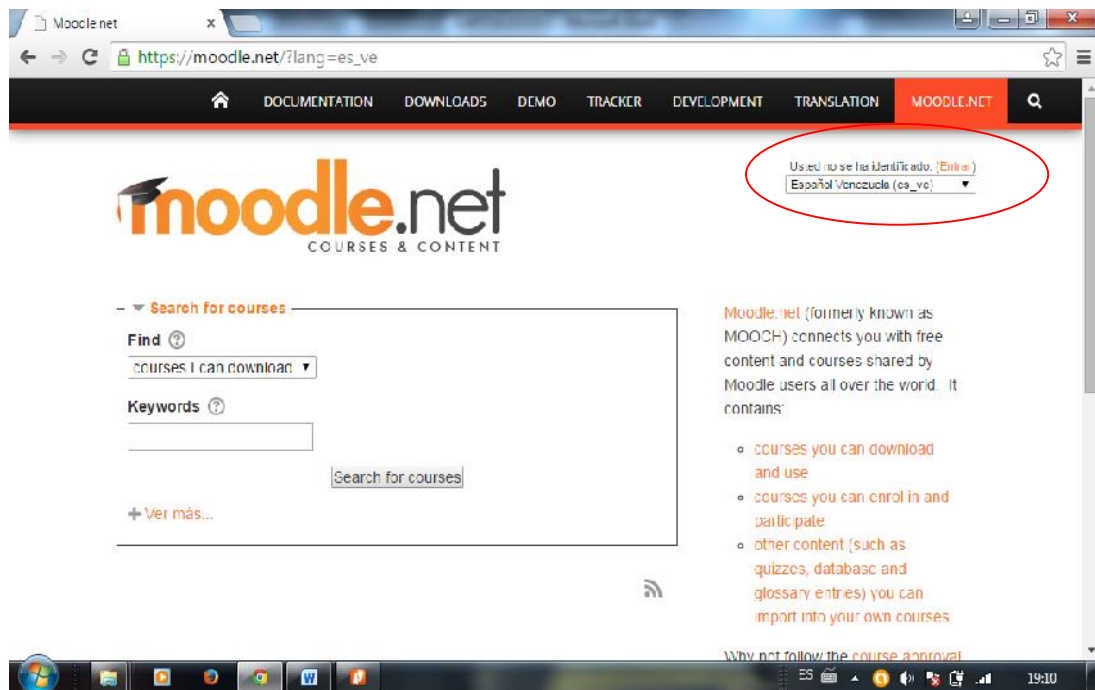 Moodle.net
https://moodle.net/?lang=es_ve
DOCUMENTATION DOWNLOADS DEMO TRACKER DEVELOPMENT TRANSLATION MOODLE.NET
Usted no se ha identificado. (Entrar)
Español Venezuela (es_ve)
moodle.net
COURSES & CONTENT
Search for courses
Find
courses I can download
Keywords
Search for courses
Ver más...
Moodle.net (formerly known as
MOOCH) connects you with free
content and courses shared by
Moodle users all over the world. It
contains:
courses you can download
and use
courses you can enrol in and
participate
other content (such as
quizzes, database and
glossary entries) you can
import into your own courses
Why not follow the course approval
ES 19:10